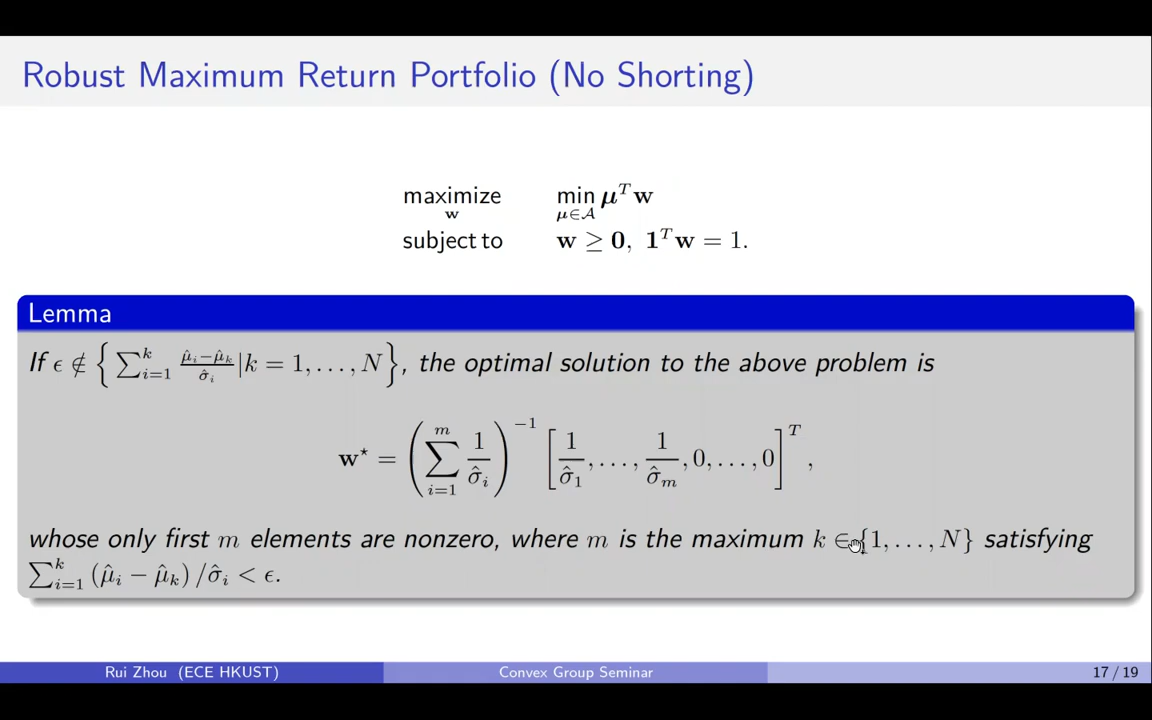 Robust Maximum Return Portfolio (No Shorting)
maximize_w min_{μ∈𝒜} μ^T w
subject to w ≥ 0, 1^T w = 1.
Lemma
If ϵ ∉ {∑_{i=1}^k (μ̂_i−μ̂_k)/σ̂_i | k = 1, . . . , N}, the optimal solution to the above problem is
w^⋆ = (∑_{i=1}^m 1/σ̂_i)^{−1} [1/σ̂_1, . . . , 1/σ̂_m, 0, . . . , 0]^T,
whose only first m elements are nonzero, where m is the maximum k ∈ {1, . . . , N} satisfying
∑_{i=1}^k (μ̂_i − μ̂_k) /σ̂_i < ϵ.
Rui Zhou (ECE HKUST) Convex Group Seminar 17 / 19